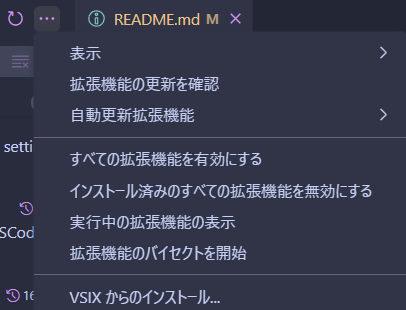 README.md M
表示
拡張機能の更新を確認
自動更新拡張機能
すべての拡張機能を有効にする
setti
インストール済みのすべての拡張機能を無効にする
実行中の拡張機能の表示
SCod
拡張機能のバイセクトを開始
16
VSIX からのインストール...